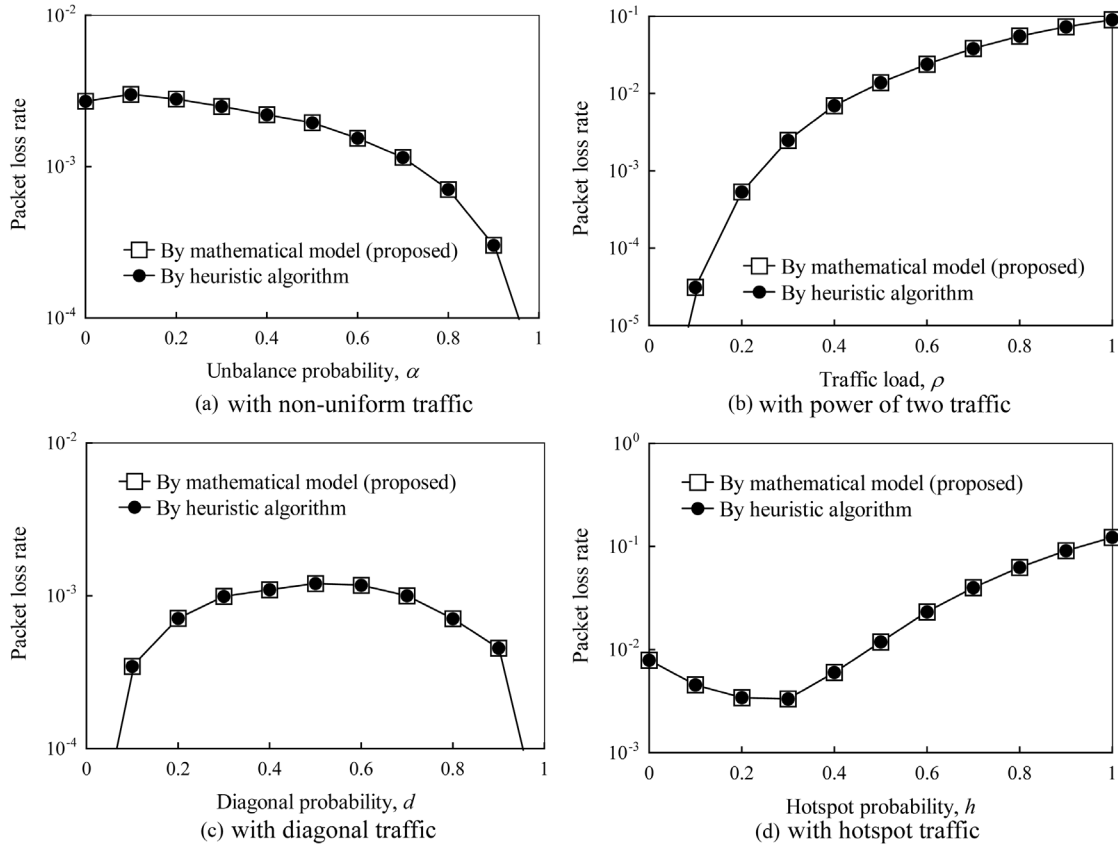 10⁻²
10⁻³
10⁻⁴
Packet loss rate
By mathematical model (proposed)
By heuristic algorithm
0 0.2 0.4 0.6 0.8 1
Unbalance probability, α
(a) with non-uniform traffic
10⁻¹
10⁻²
10⁻³
10⁻⁴
10⁻⁵
Packet loss rate
By mathematical model (proposed)
By heuristic algorithm
0 0.2 0.4 0.6 0.8 1
Traffic load, ρ
(b) with power of two traffic
10⁻²
10⁻³
10⁻⁴
Packet loss rate
By mathematical model (proposed)
By heuristic algorithm
0 0.2 0.4 0.6 0.8 1
Diagonal probability, d
(c) with diagonal traffic
10⁰
10⁻¹
10⁻²
10⁻³
Packet loss rate
By mathematical model (proposed)
By heuristic algorithm
0 0.2 0.4 0.6 0.8 1
Hotspot probability, h
(d) with hotspot traffic